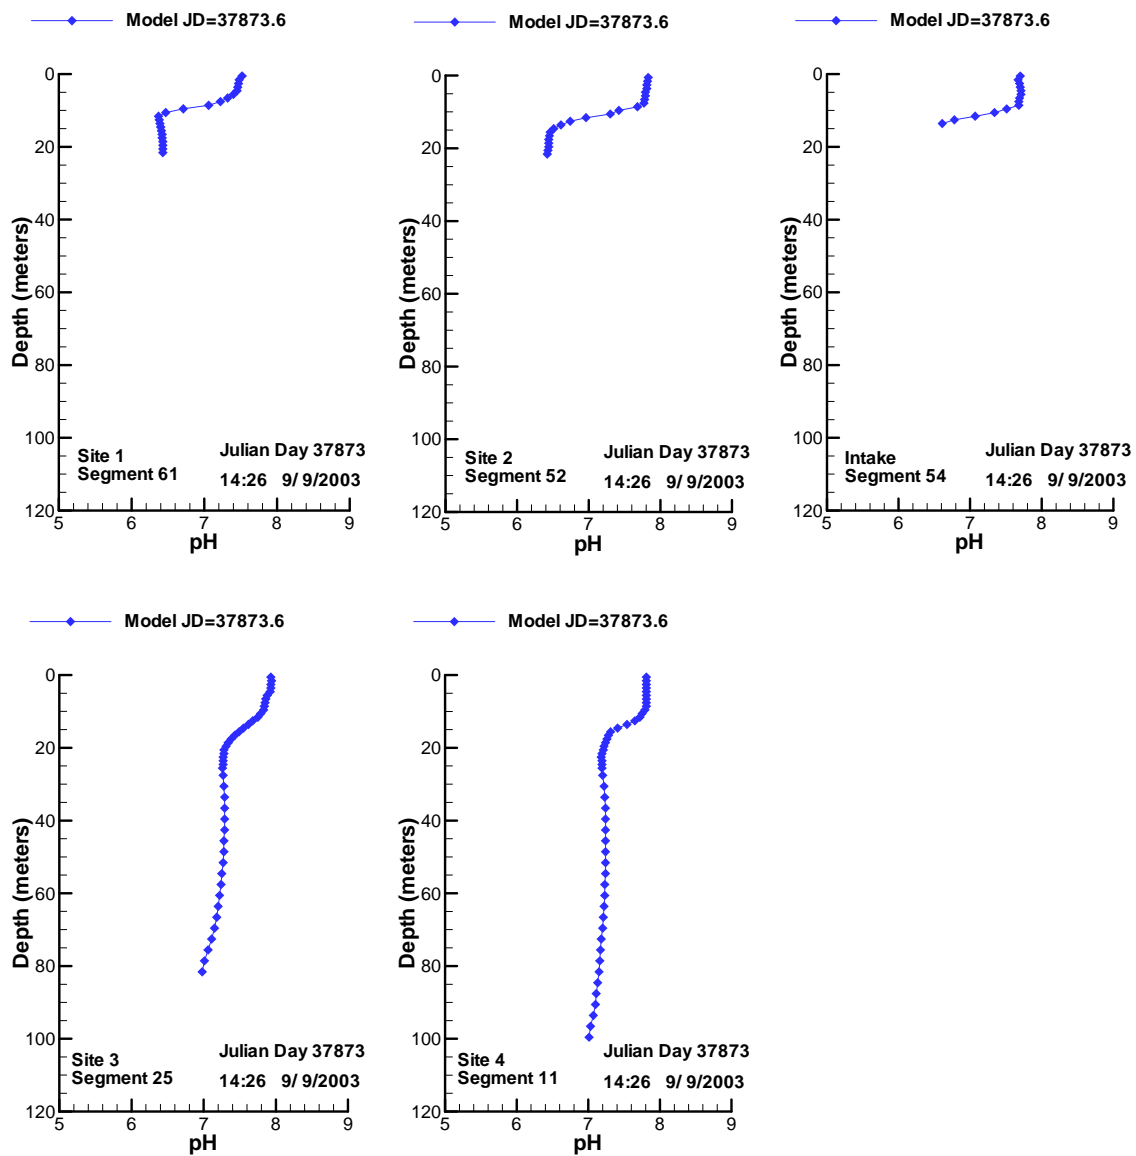 Model JD=37873.6
0
20
40
60
80
100
120
Depth (meters)
5 6 7 8 9
pH
Site 1
Segment 61
Julian Day 37873
14:26 9/ 9/2003
Model JD=37873.6
0
20
40
60
80
100
120
Depth (meters)
5 6 7 8 9
pH
Site 2
Segment 52
Julian Day 37873
14:26 9/ 9/2003
Model JD=37873.6
0
20
40
60
80
100
120
Depth (meters)
5 6 7 8 9
pH
Intake
Segment 54
Julian Day 37873
14:26 9/ 9/2003
Model JD=37873.6
0
20
40
60
80
100
120
Depth (meters)
5 6 7 8 9
pH
Site 3
Segment 25
Julian Day 37873
14:26 9/ 9/2003
Model JD=37873.6
0
20
40
60
80
100
120
Depth (meters)
5 6 7 8 9
pH
Site 4
Segment 11
Julian Day 37873
14:26 9/ 9/2003